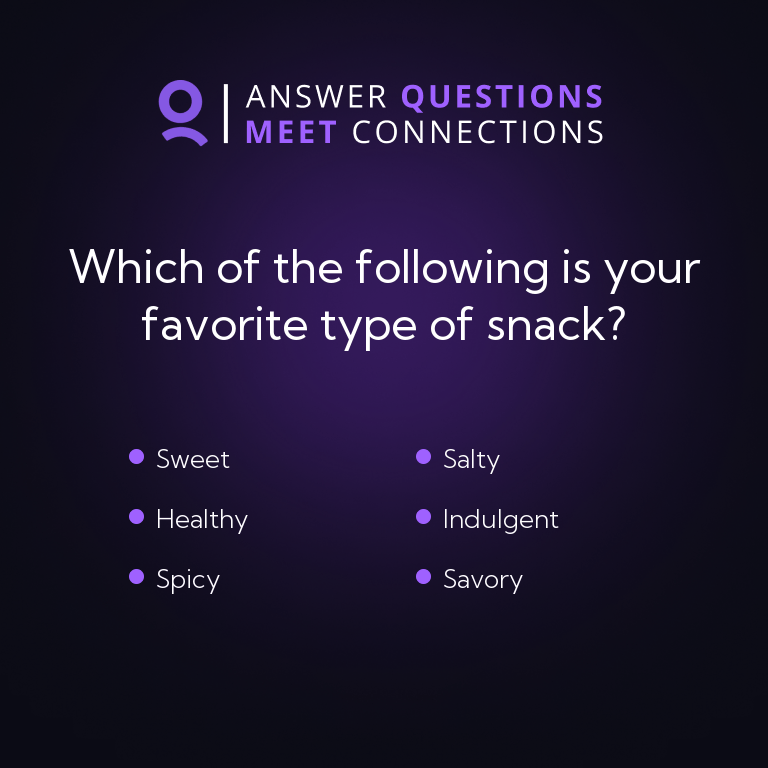 ANSWER QUESTIONS
MEET CONNECTIONS
Which of the following is your
favorite type of snack?
Sweet
Salty
Healthy
Indulgent
Spicy
Savory